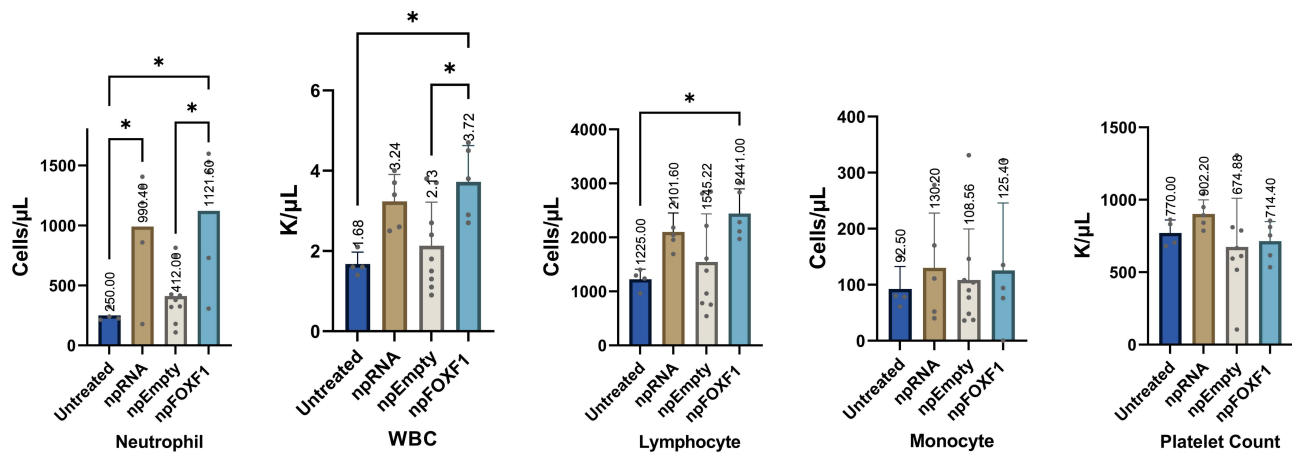 *
*
*
Cells/µL
1500
1000
500
0
250.00
990.40
412.00
1121.60
Untreated
npRNA
npEmpty
npFOXF1
Neutrophil
*
*
K/µL
6
4
2
0
1.68
3.24
2.13
3.72
Untreated
npRNA
npEmpty
npFOXF1
WBC
*
Cells/µL
4000
3000
2000
1000
0
1225.00
2101.60
1545.22
2441.00
Untreated
npRNA
npEmpty
npFOXF1
Lymphocyte
Cells/µL
400
300
200
100
0
92.50
130.20
108.56
125.40
Untreated
npRNA
npEmpty
npFOXF1
Monocyte
K/µL
1500
1000
500
0
770.00
902.20
674.88
714.40
Untreated
npRNA
npEmpty
npFOXF1
Platelet Count